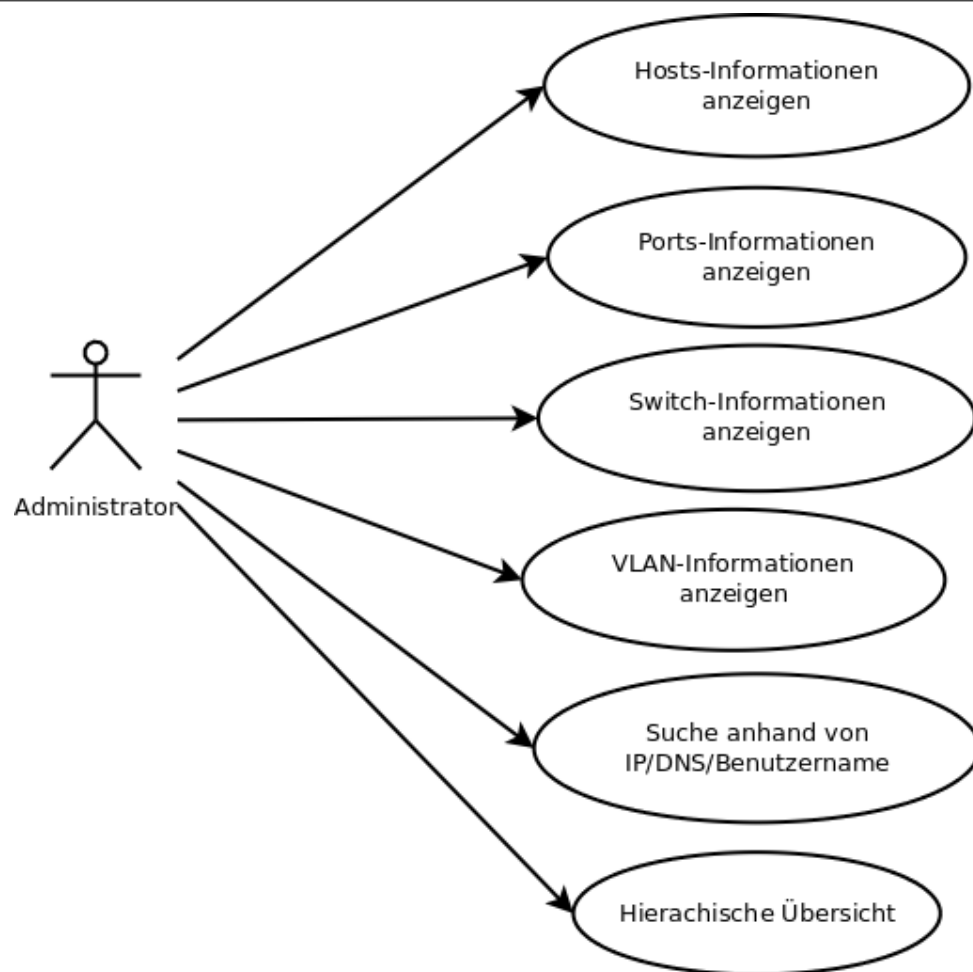 Hosts-Informationen
anzeigen
Ports-Informationen
anzeigen
Switch-Informationen
anzeigen
Administrator
VLAN-Informationen
anzeigen
Suche anhand von
IP/DNS/Benutzername
Hierachische Übersicht